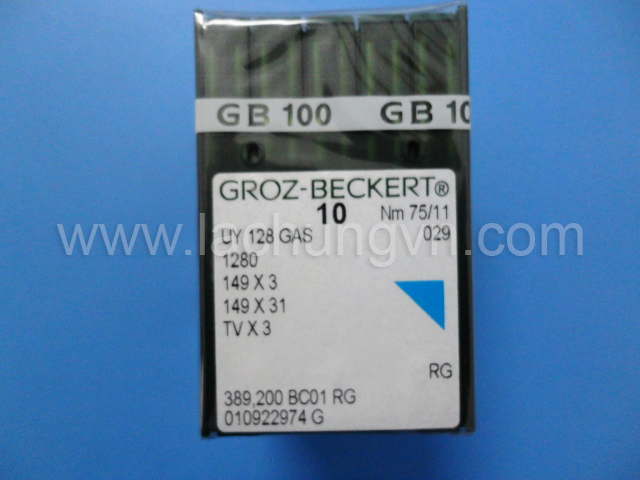 GB 100 GB 10
GROZ-BECKERT®
10 Nm 75/11
UY 128 GAS 029
www.lachungvn.com
1280
149 X 3
149 X 31
TV X 3
RG
389,200 BC01 RG
010922974 G